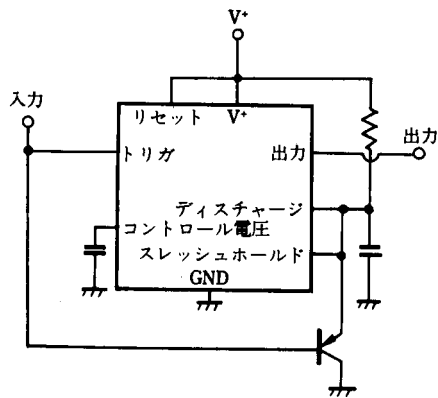 V⁺
入力
リセット
V⁺
出力
トリガ
出力
ディスチャージ
コントロール電圧
スレッシュホールド
GND